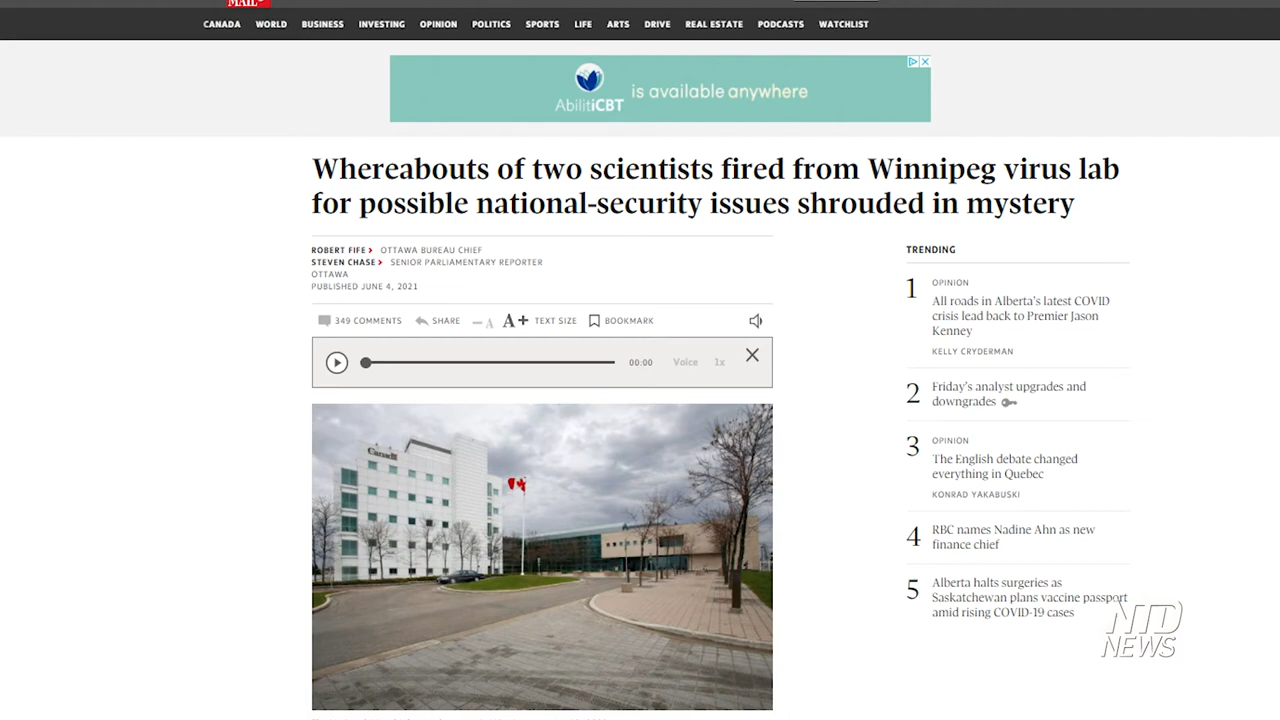 MAIL
CANADA WORLD BUSINESS INVESTING OPINION POLITICS SPORTS LIFE ARTS DRIVE REAL ESTATE PODCASTS WATCHLIST
AbilitiCBT is available anywhere
Whereabouts of two scientists fired from Winnipeg virus lab
for possible national-security issues shrouded in mystery
ROBERT FIFE > OTTAWA BUREAU CHIEF
STEVEN CHASE > SENIOR PARLIAMENTARY REPORTER
OTTAWA
PUBLISHED JUNE 4, 2021
349 COMMENTS SHARE – A A + TEXT SIZE BOOKMARK
00:00 Voice 1x
Canada
TRENDING
1 OPINION
All roads in Alberta's latest COVID
crisis lead back to Premier Jason
Kenney
KELLY CRYDERMAN
2 Friday's analyst upgrades and
downgrades
3 OPINION
The English debate changed
everything in Quebec
KONRAD YAKABUSKI
4 RBC names Nadine Ahn as new
finance chief
5 Alberta halts surgeries as
Saskatchewan plans vaccine passport
amid rising COVID-19 cases
NTD
NEWS